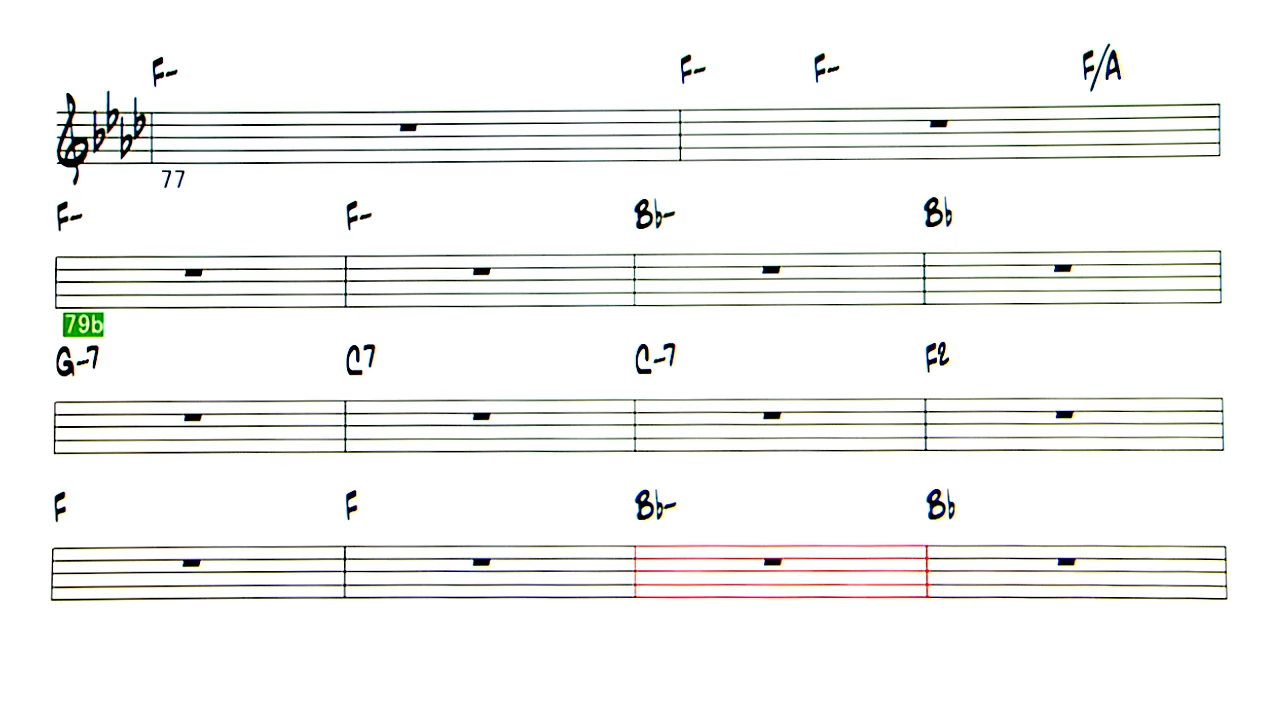 F- F- F- F/A
77
F- F- Bb- Bb
79b
G-7 C7 C-7 F2
F F Bb- Bb